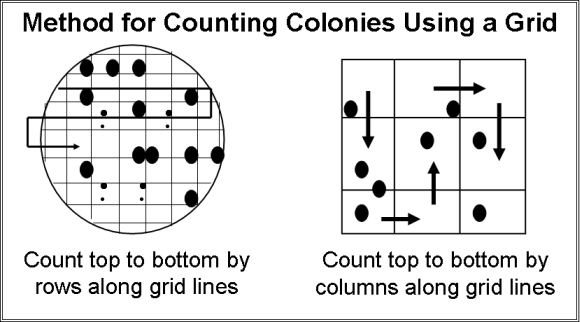 Method for Counting Colonies Using a Grid
Count top to bottom by
rows along grid lines
Count top to bottom by
columns along grid lines